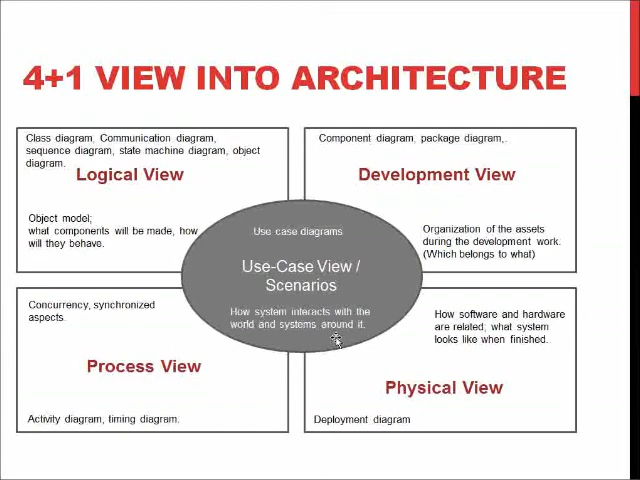 4+1 VIEW INTO ARCHITECTURE
Class diagram, Communication diagram,
sequence diagram, state machine diagram, object
diagram.
Logical View
Object model;
what components will be made, how
will they behave.
Component diagram, package diagram,.
Development View
Organization of the assets
during the development work.
(Which belongs to what)
Use case diagrams
Use-Case View /
Scenarios
How system interacts with the
world and systems around it.
Concurrency, synchronized
aspects.
Process View
Activity diagram, timing diagram.
How software and hardware
are related; what system
looks like when finished.
Physical View
Deployment diagram